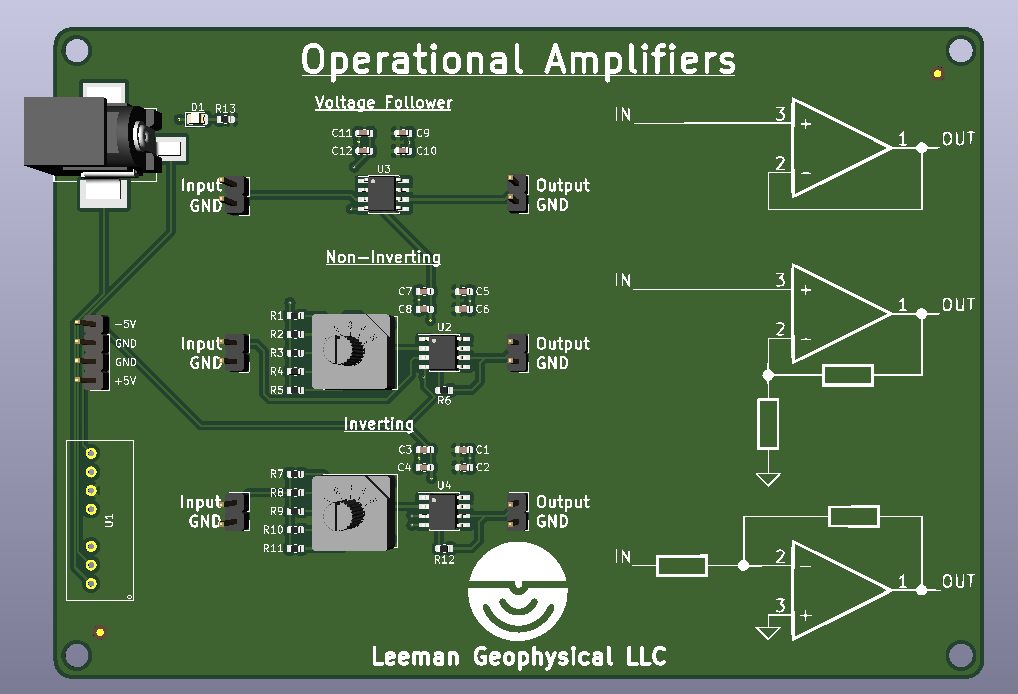 Operational Amplifiers
Voltage Follower
D1 R13
C11 C9
C12 C10
U3
Input Output
GND GND
IN 3 + 1 OUT
2 −
Non-Inverting
C7 C5
C8 C6
U2
R1
R2
R3
R4
R5
R6
Input Output
GND GND
IN 3 + 1 OUT
2 −
−5V
GND
GND
+5V
Inverting
C3 C1
C4 C2
U4
R7
R8
R9
R10
R11
R12
Input Output
GND GND
IN 2 − 1 OUT
3 +
U1
Leeman Geophysical LLC